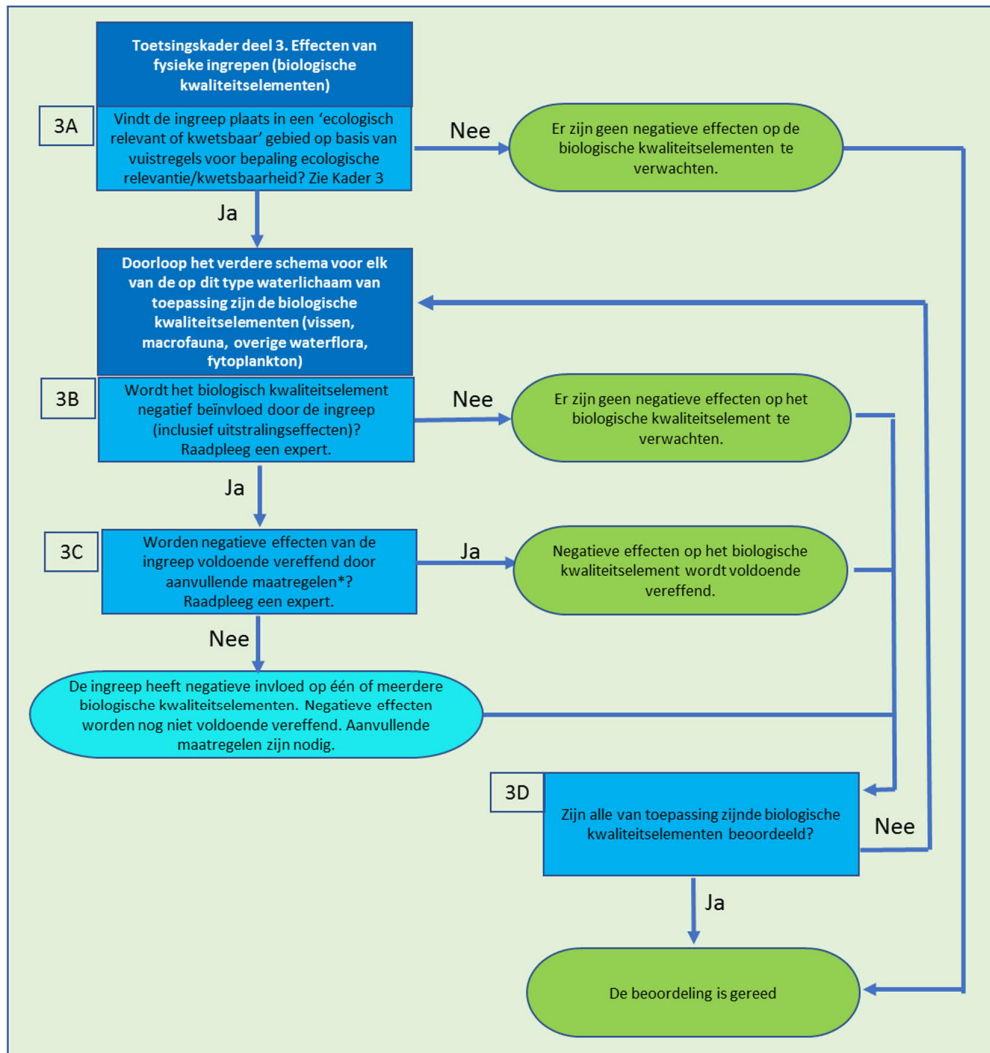 Toetsingskader deel 3. Effecten van
fysieke ingrepen (biologische
kwaliteitselementen)
3A
Vindt de ingreep plaats in een ‘ecologisch
relevant of kwetsbaar’ gebied op basis van
vuistregels voor bepaling ecologische
relevantie/kwetsbaarheid? Zie Kader 3
Nee
Er zijn geen negatieve effecten op de
biologische kwaliteitselementen te
verwachten.
Ja
Doorloop het verdere schema voor elk
van de op dit type waterlichaam van
toepassing zijn de biologische
kwaliteitselementen (vissen,
macrofauna, overige waterflora,
fytoplankton)
3B
Wordt het biologisch kwaliteitselement
negatief beïnvloed door de ingreep
(inclusief uitstralingseffecten)?
Raadpleeg een expert.
Nee
Er zijn geen negatieve effecten op het
biologische kwaliteitselement te
verwachten.
Ja
3C
Worden negatieve effecten van de
ingreep voldoende vereffend door
aanvullende maatregelen*?
Raadpleeg een expert.
Ja
Negatieve effecten op het biologische
kwaliteitselement wordt voldoende
vereffend.
Nee
De ingreep heeft negatieve invloed op één of meerdere
biologische kwaliteitselementen. Negatieve effecten
worden nog niet voldoende vereffend. Aanvullende
maatregelen zijn nodig.
3D
Zijn alle van toepassing zijnde biologische
kwaliteitselementen beoordeeld?
Nee
Ja
De beoordeling is gereed